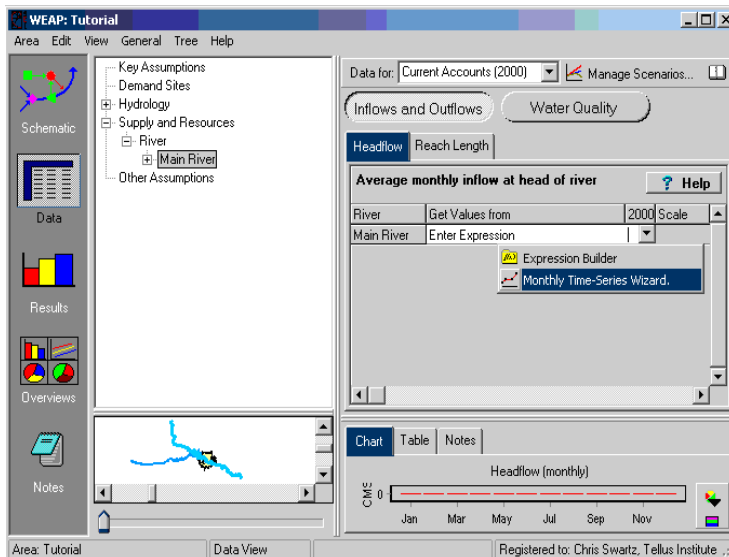 WEAP: Tutorial
Area Edit View General Tree Help
Schematic
Data
Results
Overviews
Notes
Key Assumptions
Demand Sites
Hydrology
Supply and Resources
River
Main River
Other Assumptions
Data for: Current Accounts (2000) Manage Scenarios...
Inflows and Outflows Water Quality
Headflow Reach Length
Average monthly inflow at head of river ? Help
River Get Values from 2000 Scale
Main River Enter Expression
Expression Builder
Monthly Time-Series Wizard.
Chart Table Notes
Headflow (monthly)
CMS 0
Jan Mar May Jul Sep Nov
Area: Tutorial Data View Registered to: Chris Swartz, Tellus Institute